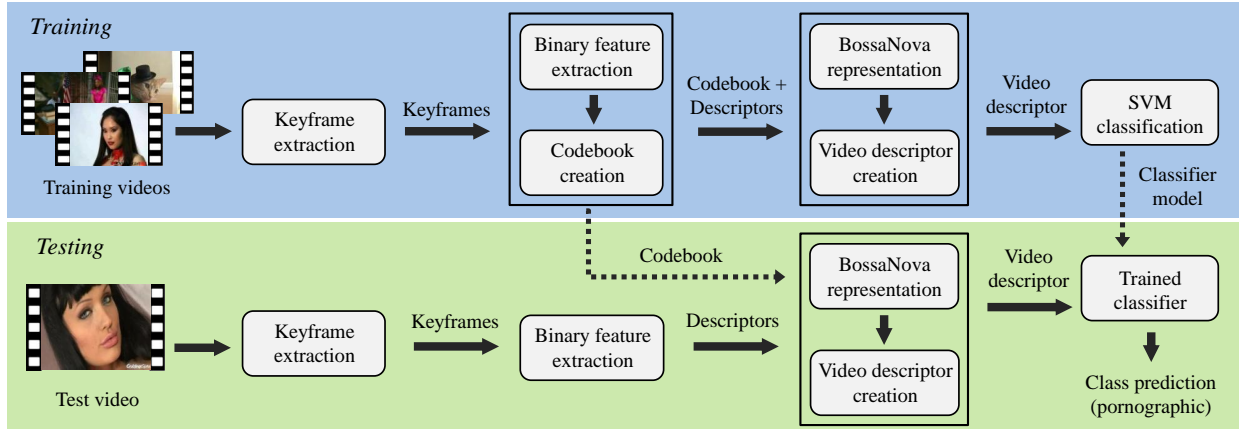 Training
Training videos
Keyframe
extraction
Keyframes
Binary feature
extraction
Codebook
creation
Codebook +
Descriptors
BossaNova
representation
Video descriptor
creation
Video
descriptor
SVM
classification
Classifier
model
Testing
Test video
Keyframe
extraction
Keyframes
Binary feature
extraction
Codebook
Descriptors
BossaNova
representation
Video descriptor
creation
Video
descriptor
Trained
classifier
Class prediction
(pornographic)